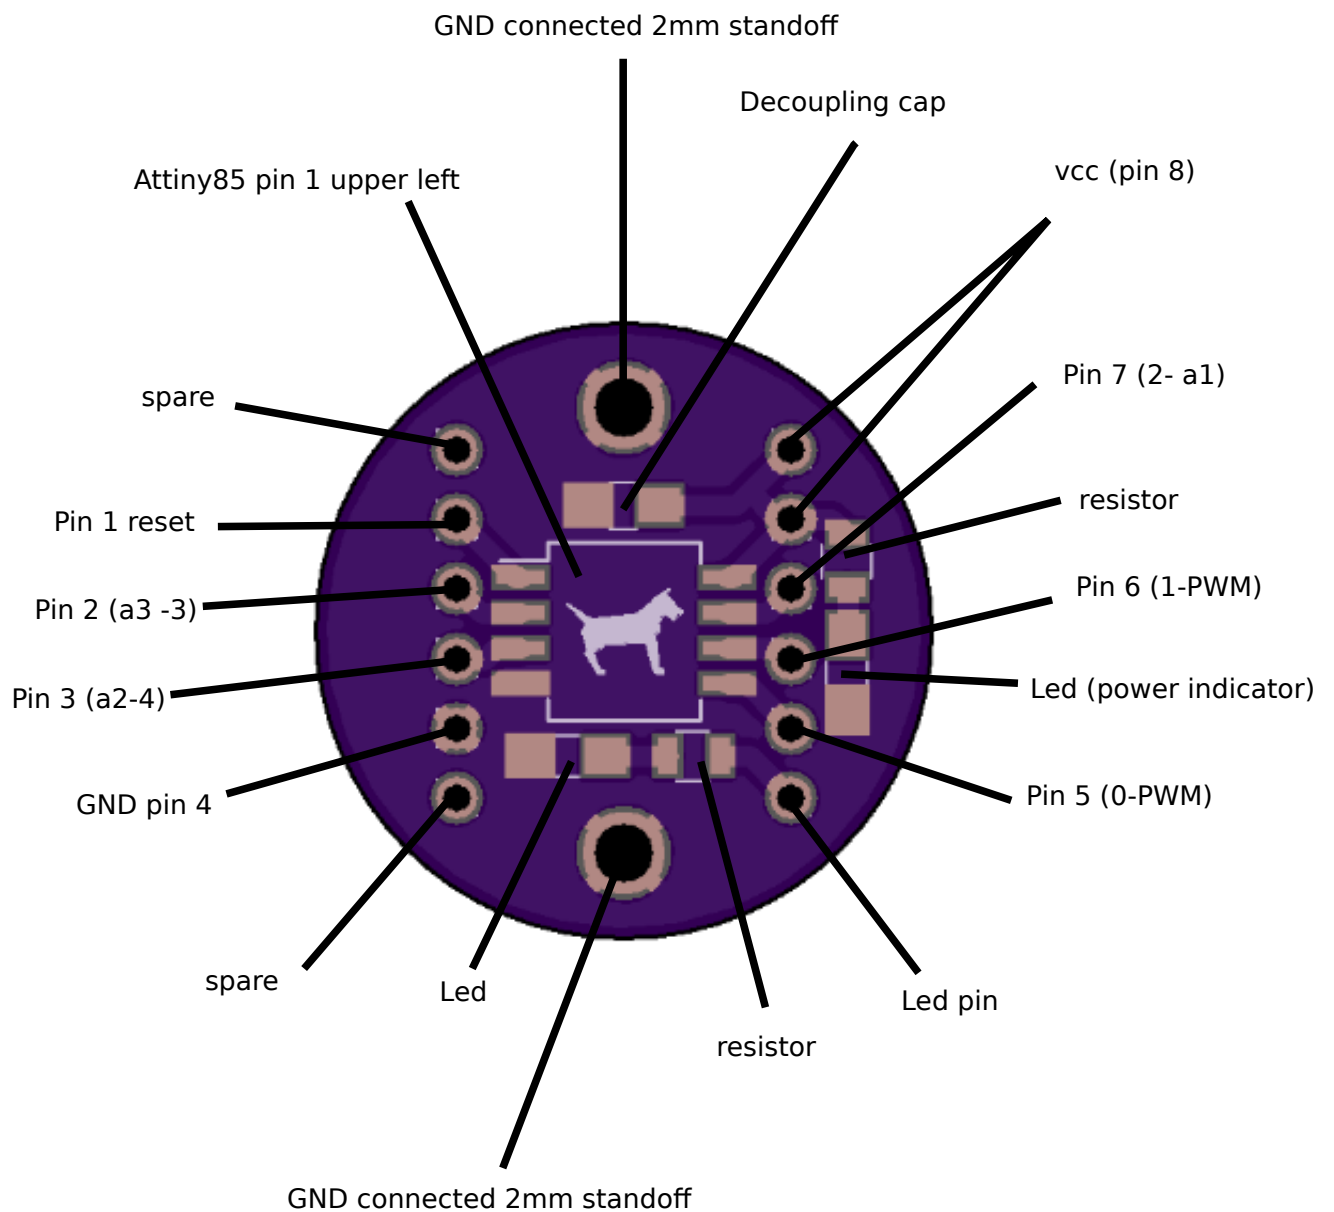 GND connected 2mm standoff
Decoupling cap
vcc (pin 8)
Attiny85 pin 1 upper left
Pin 7 (2- a1)
spare
resistor
Pin 1 reset
Pin 6 (1-PWM)
Pin 2 (a3 -3)
Led (power indicator)
Pin 3 (a2-4)
Pin 5 (0-PWM)
GND pin 4
spare
Led
Led pin
resistor
GND connected 2mm standoff